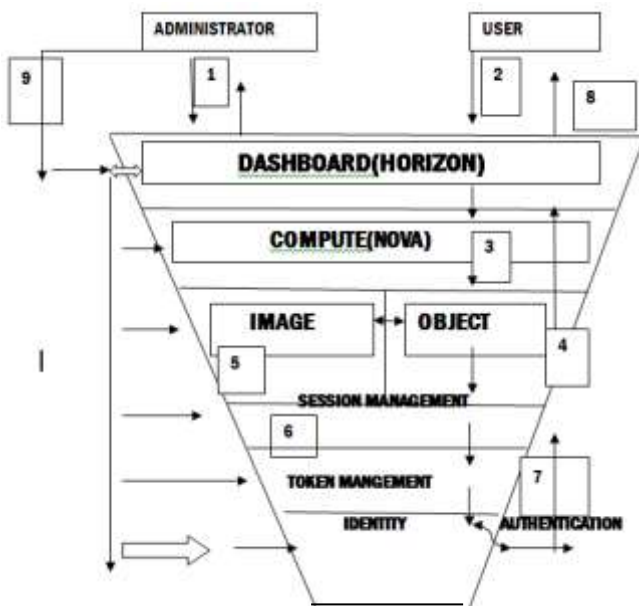 ADMINISTRATOR
USER
9
1
2
8
DASHBOARD(HORIZON)
COMPUTE(NOVA)
3
IMAGE
OBJECT
5
4
SESSION MANAGEMENT
6
TOKEN MANGEMENT
7
IDENTITY
AUTHENTICATION